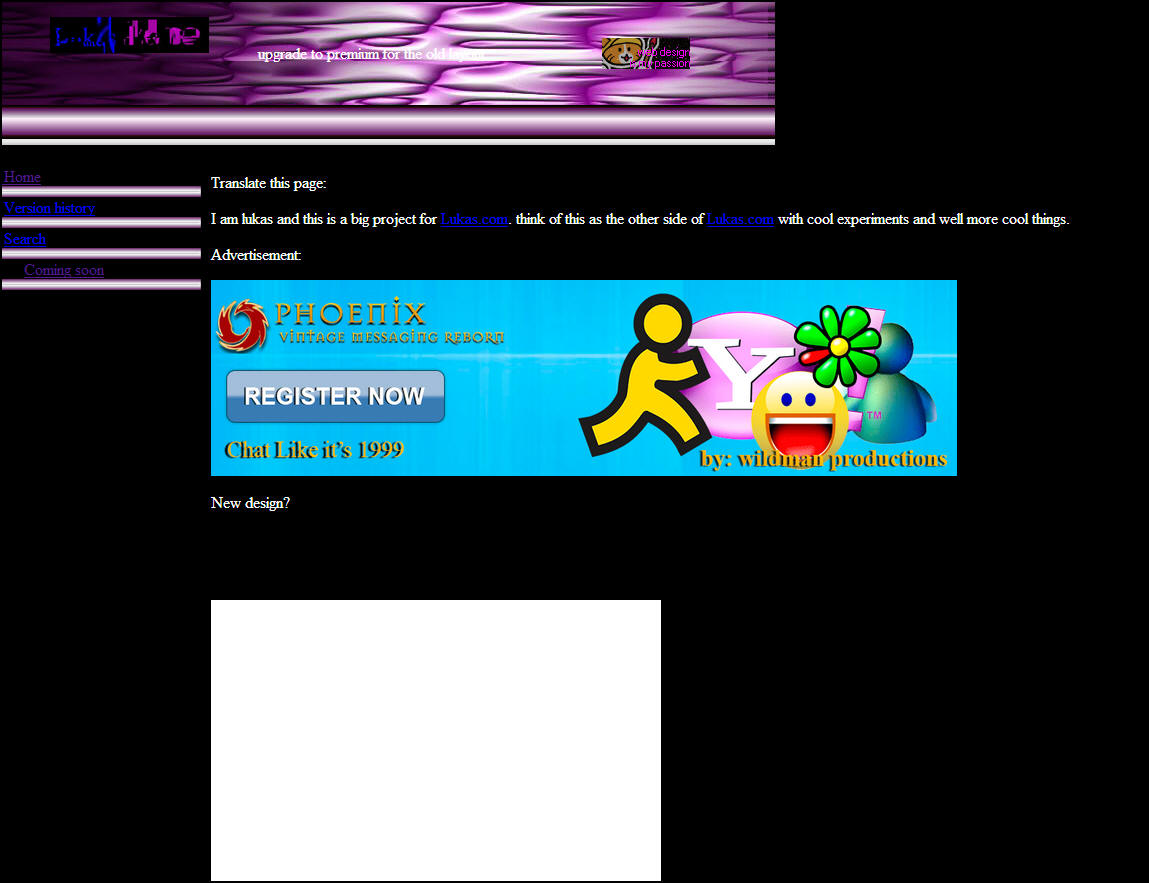 upgrade to premium for the old layout
web design
is my passion
Home
Version history
Search
Coming soon
Translate this page:
I am lukas and this is a big project for Lukas.com. think of this as the other side of Lukas.com with cool experiments and well more cool things.
Advertisement:
PHOENIX
VINTAGE MESSAGING REBORN
REGISTER NOW
Chat Like it's 1999
Y!
TM
by: wildman productions
New design?